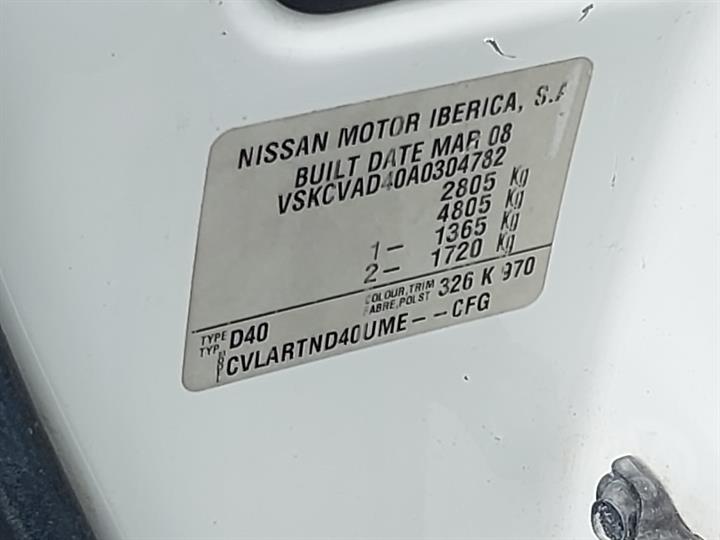 NISSAN MOTOR IBERICA, S.A
BUILT DATE MAR 08
VSKCVAD40A0304782
2805 Kg
4805 Kg
1- 1365 Kg
2- 1720 Kg
TYPE TYP. D40
COLOUR,TRIM 326 K 970
FABRE,POLST
CVLARTND40UME--CFG